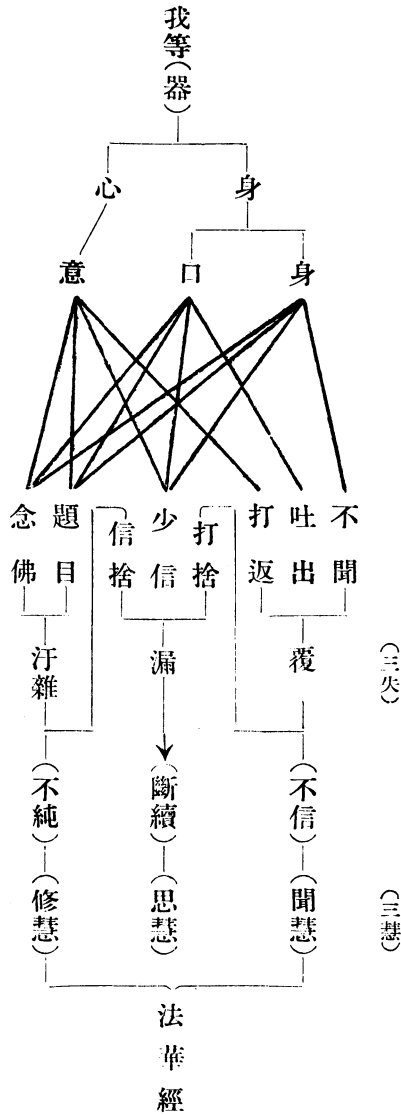 我等(器)
身
心
身
口
意
不聞
吐出
打返
打捨
少信
信捨
題目
念佛
(三失)
覆
漏
汙雜
(不信)
(斷續)
(不純)
(三慧)
(聞慧)
(思慧)
(修慧)
法華經